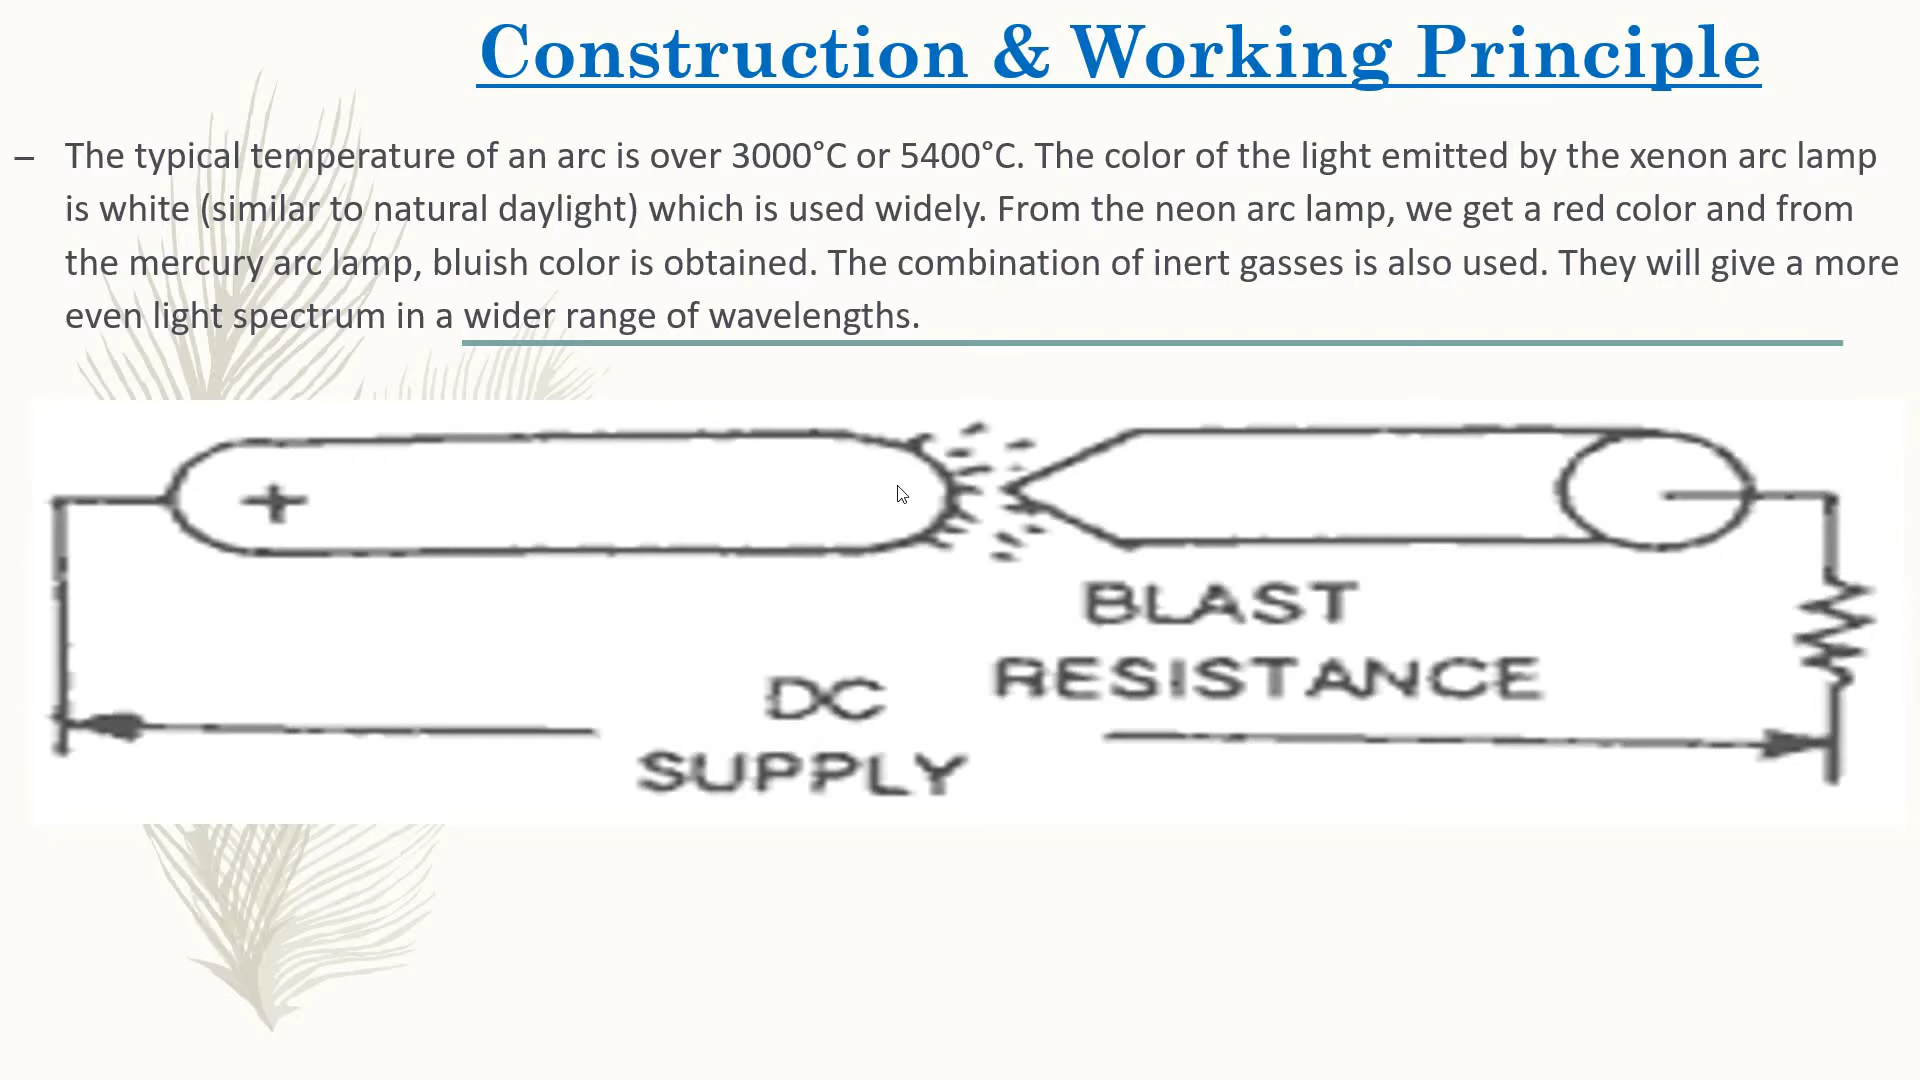 Construction & Working Principle
– The typical temperature of an arc is over 3000°C or 5400°C. The color of the light emitted by the xenon arc lamp
is white (similar to natural daylight) which is used widely. From the neon arc lamp, we get a red color and from
the mercury arc lamp, bluish color is obtained. The combination of inert gasses is also used. They will give a more
even light spectrum in a wider range of wavelengths.
+
BLAST
RESISTANCE
DC
SUPPLY